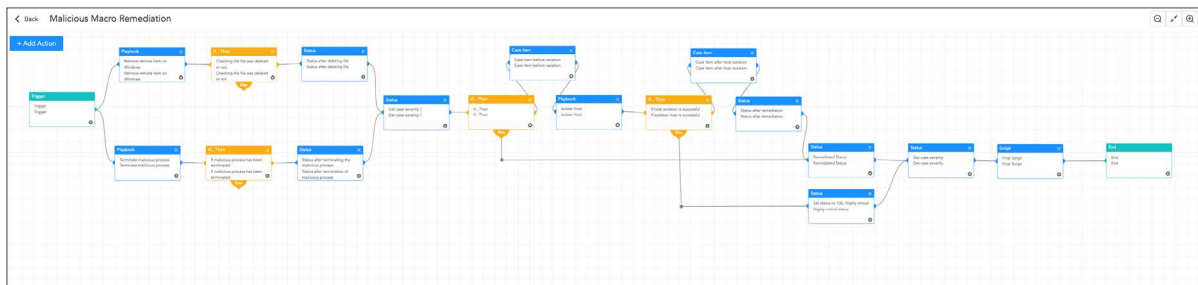 Back Malicious Macro Remediation
+ Add Action
Trigger
Trigger
Trigger
Playbook
Remove remote item on
Windows
Remove remote item on
Windows
If... Then
Checking the file was deleted
or not.
Checking the file was deleted
or not.
Else
Status
Status after deleting file
Status after deleting file
Playbook
Terminate malicious process
Terminate malicious process
If... Then
If malicious process has been
terminated
If malicious process has been
terminated
Else
Status
Status after terminating the
malicious process
Status after termination of
malicious process
Status
Get case severity-1
Get case severity-1
If... Then
If... Then
If... Then
Else
Case Item
Case item before isolation
Case item before isolation
Playbook
Isolate Host
Isolate Host
If... Then
If host isolation is successful
If isolation host is successful
Else
Case Item
Case item after host isolation
Case item after host isolation
Status
Status after remediation
Status after remediation
Status
Remediated Status
Remediated Status
Status
Set status to 100, Highly critical
Highly critical status
Status
Get case severity
Get case severity
Script
Final Script
Final Script
End
End
End